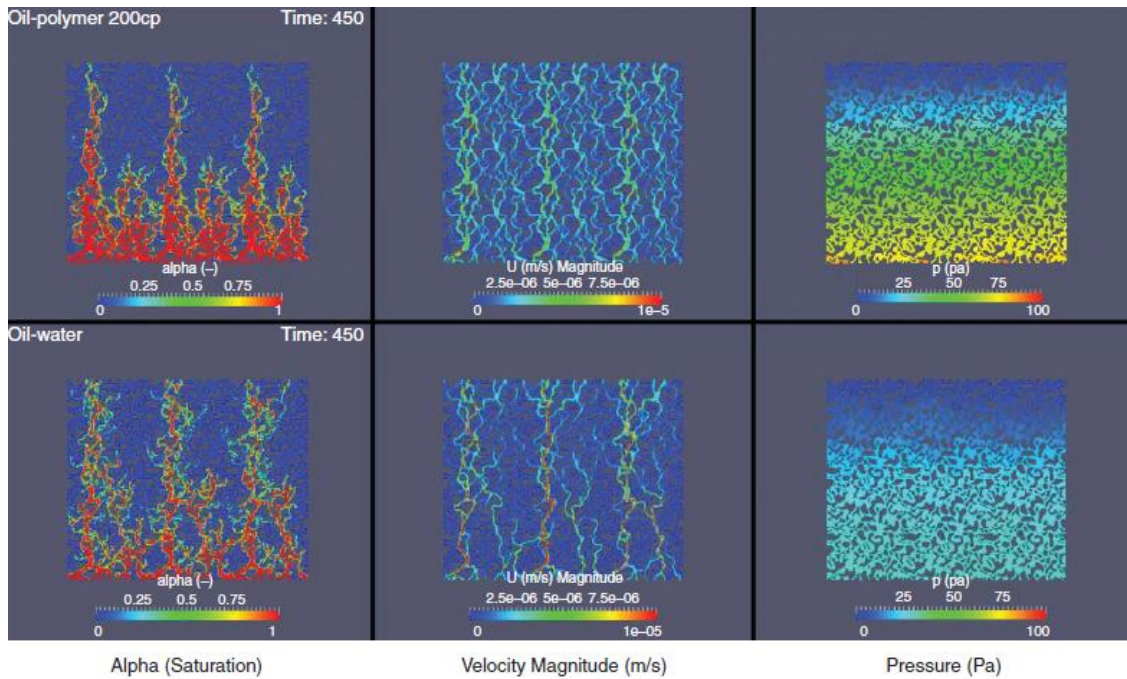 Oil-polymer 200cp Time: 450
alpha (–)
0.25 0.5 0.75
0 1
U (m/s) Magnitude
2.5e–06 5e–06 7.5e–06
0 1e–5
p (pa)
25 50 75
0 100
Oil-water Time: 450
alpha (–)
0.25 0.5 0.75
0 1
U (m/s) Magnitude
2.5e–06 5e–06 7.5e–06
0 1e–05
p (pa)
25 50 75
0 100
Alpha (Saturation) Velocity Magnitude (m/s) Pressure (Pa)